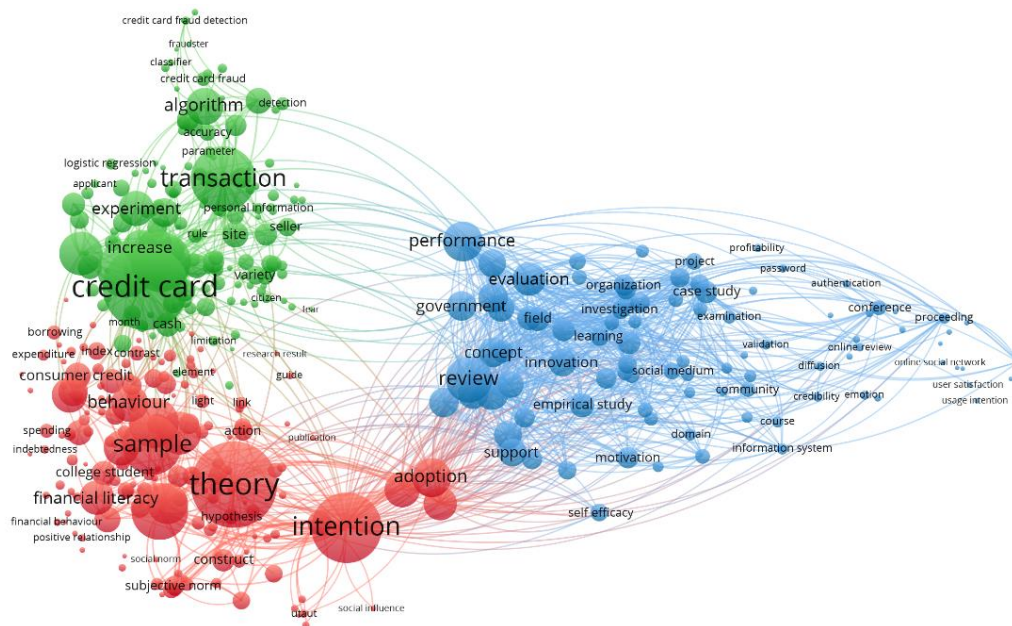 credit card fraud detection
fraudster
classifier
credit card fraud
algorithm
detection
accuracy
parameter
logistic regression
transaction
applicant
experiment
personal information
rule
site
seller
increase
credit card
variety
citizen
month
cash
fear
limitation
performance
evaluation
government
organization
project
profitability
password
case study
authentication
investigation
field
examination
conference
proceeding
learning
concept
innovation
validation
online review
review
social medium
diffusion
online social network
community
credibility
emotion
user satisfaction
usage intention
empirical study
course
domain
information system
support
motivation
self efficacy
borrowing
expenditure
index
contrast
research result
element
guide
consumer credit
behaviour
light
link
spending
sample
action
publication
indebtedness
college student
theory
adoption
financial literacy
hypothesis
intention
financial behaviour
positive relationship
social norm
construct
subjective norm
utaut
social influence